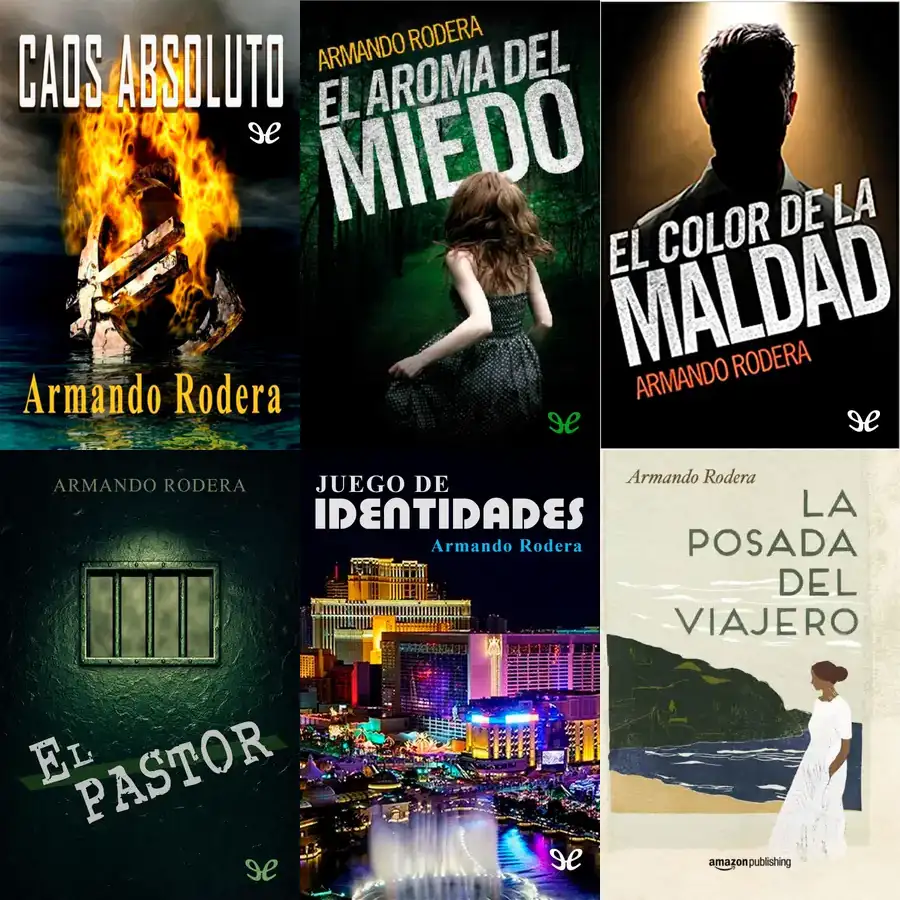 CAOS ABSOLUTO
Armando Rodera
ARMANDO RODERA
EL AROMA DEL
MIEDO
EL COLOR DE LA
MALDAD
ARMANDO RODERA
ARMANDO RODERA
EL
PASTOR
JUEGO DE
IDENTIDADES
Armando Rodera
Armando Rodera
LA
POSADA
DEL
VIAJERO
amazon publishing